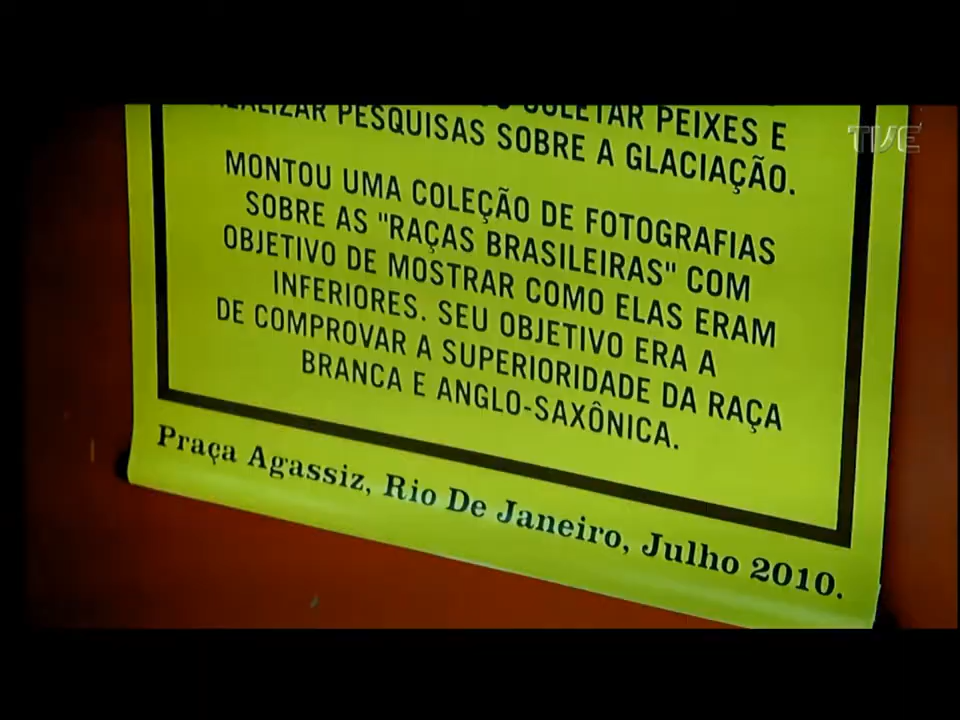 COLETAR PEIXES E
REALIZAR PESQUISAS SOBRE A GLACIAÇÃO.
MONTOU UMA COLEÇÃO DE FOTOGRAFIAS
SOBRE AS "RAÇAS BRASILEIRAS" COM
OBJETIVO DE MOSTRAR COMO ELAS ERAM
INFERIORES. SEU OBJETIVO ERA A
DE COMPROVAR A SUPERIORIDADE DA RAÇA
BRANCA E ANGLO-SAXÔNICA.
Praça Agassiz, Rio De Janeiro, Julho 2010.
TVE